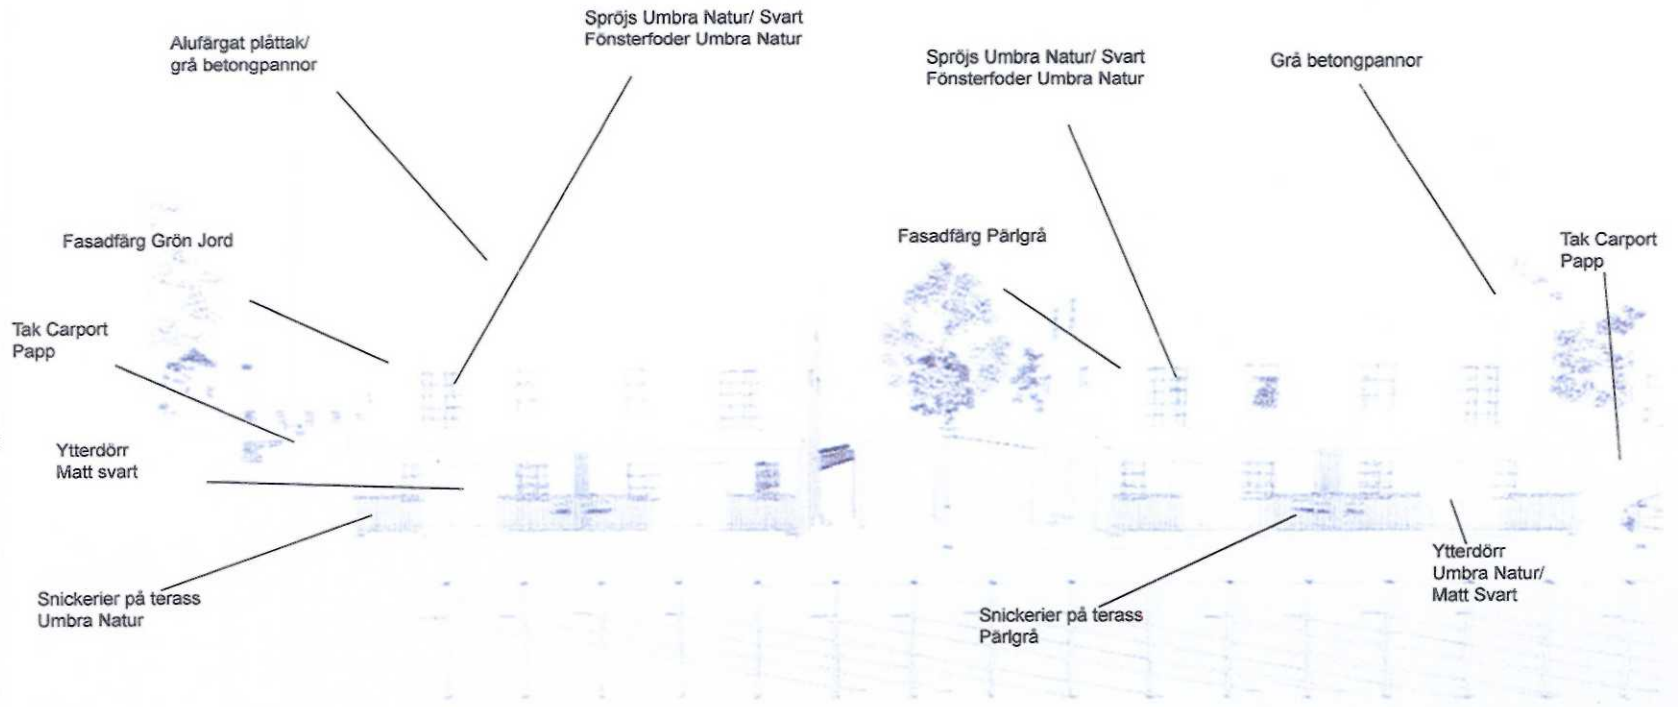 Alufärgat plåttak/
grå betongpannor
Spröjs Umbra Natur/ Svart
Fönsterfoder Umbra Natur
Fasadfärg Grön Jord
Tak Carport
Papp
Ytterdörr
Matt svart
Snickerier på terass
Umbra Natur
Spröjs Umbra Natur/ Svart
Fönsterfoder Umbra Natur
Grå betongpannor
Fasadfärg Pärlgrå
Tak Carport
Papp
Ytterdörr
Umbra Natur/
Matt Svart
Snickerier på terass
Pärlgrå